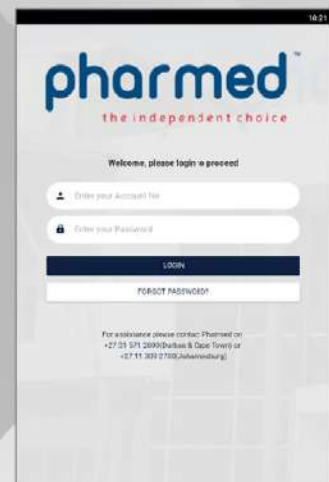 10:21
pharmed™
the independent choice
Welcome, please login to proceed
Enter your Account No
Enter your Password
LOGIN
FORGOT PASSWORD?
For assistance please contact Pharmed on
+27 31 571 2800(Durban & Cape Town) or
+27 11 309 2700(Johannesburg)